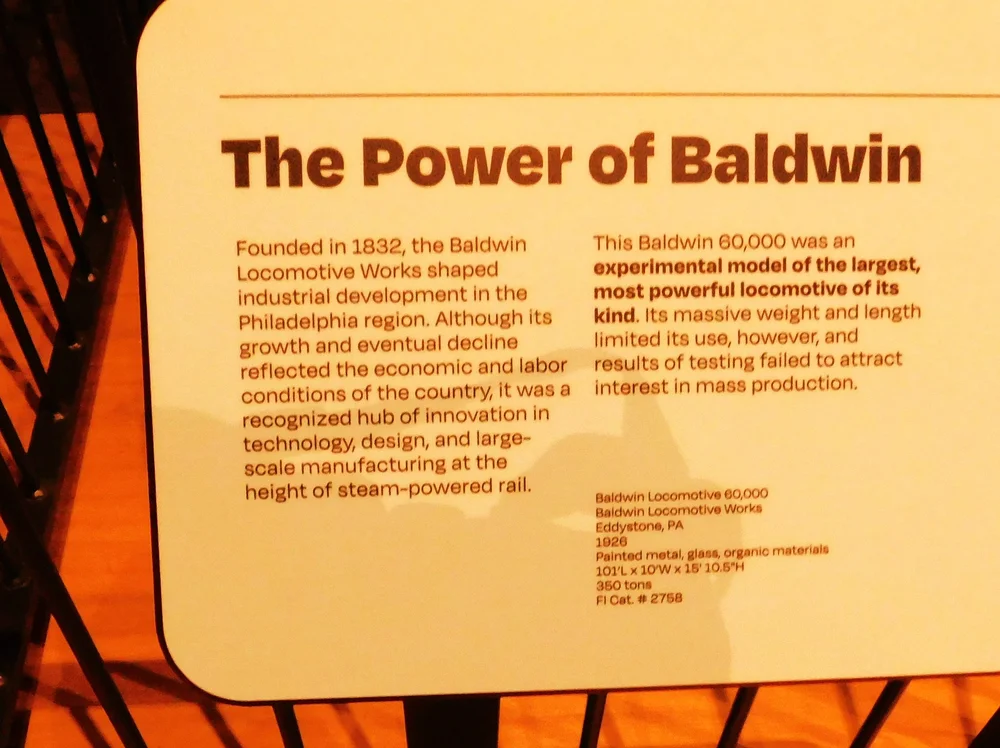 The Power of Baldwin
Founded in 1832, the Baldwin
Locomotive Works shaped
industrial development in the
Philadelphia region. Although its
growth and eventual decline
reflected the economic and labor
conditions of the country, it was a
recognized hub of innovation in
technology, design, and large-
scale manufacturing at the
height of steam-powered rail.
This Baldwin 60,000 was an
experimental model of the largest,
most powerful locomotive of its
kind. Its massive weight and length
limited its use, however, and
results of testing failed to attract
interest in mass production.
Baldwin Locomotive 60,000
Baldwin Locomotive Works
Eddystone, PA
1926
Painted metal, glass, organic materials
101'L x 10'W x 15' 10.5"H
350 tons
FI Cat. # 2758